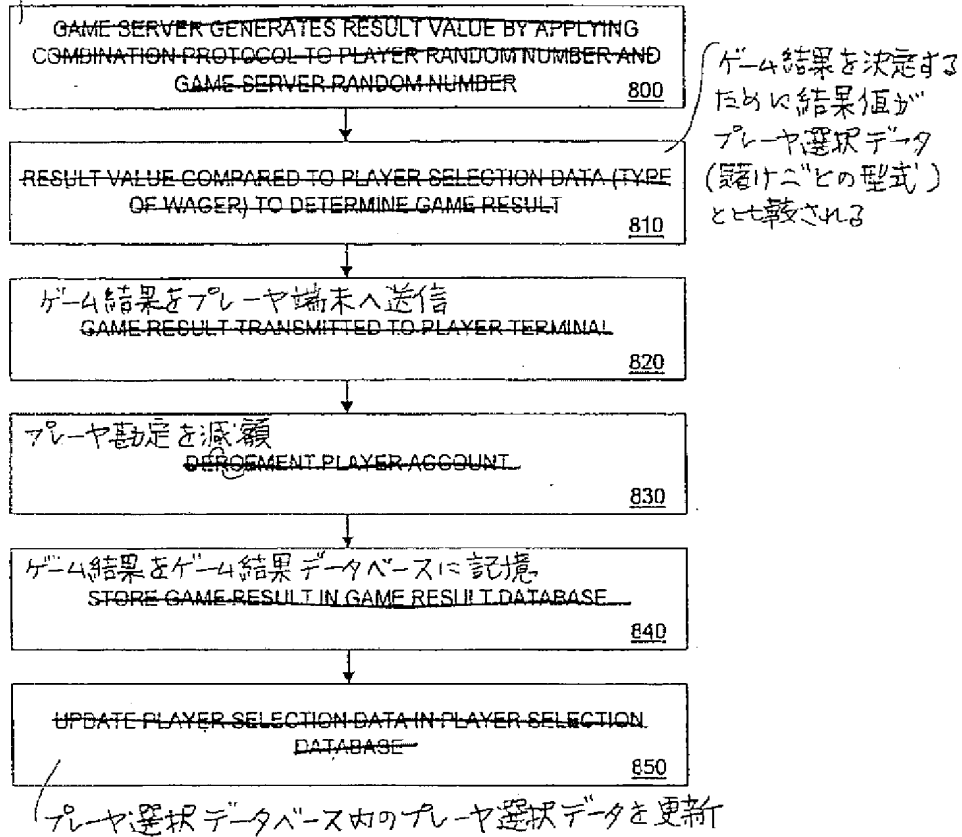 GAME SERVER GENERATES RESULT VALUE BY APPLYING
COMBINATION PROTOCOL TO PLAYER RANDOM NUMBER AND
GAME SERVER RANDOM NUMBER
800
ゲーム結果を決定する
ために結果値が
プレーヤ選択データ
(賭けごとの型式)
と比較される
RESULT VALUE COMPARED TO PLAYER SELECTION DATA (TYPE
OF WAGER) TO DETERMINE GAME RESULT
810
ゲーム結果をプレーヤ端末へ送信
GAME RESULT TRANSMITTED TO PLAYER TERMINAL
820
プレーヤ勘定を減額
DERCEMENT PLAYER ACCOUNT
830
ゲーム結果をゲーム結果データベースに記憶
STORE GAME RESULT IN GAME RESULT DATABASE
840
UPDATE PLAYER SELECTION DATA IN PLAYER SELECTION
DATABASE
850
プレーヤ選択データベース内のプレーヤ選択データを更新